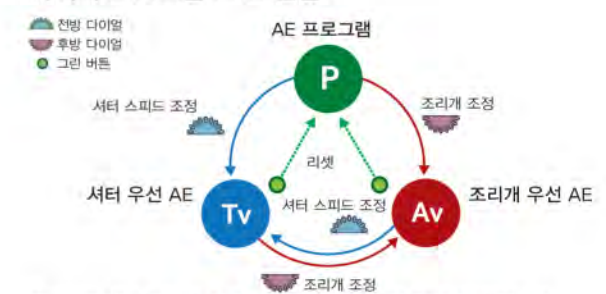 전방 다이얼
후방 다이얼
그린 버튼
AE 프로그램
P
셔터 스피드 조정
조리개 조정
리셋
셔터 우선 AE
Tv
셔터 스피드 조정
Av
조리개 우선 AE
조리개 조정